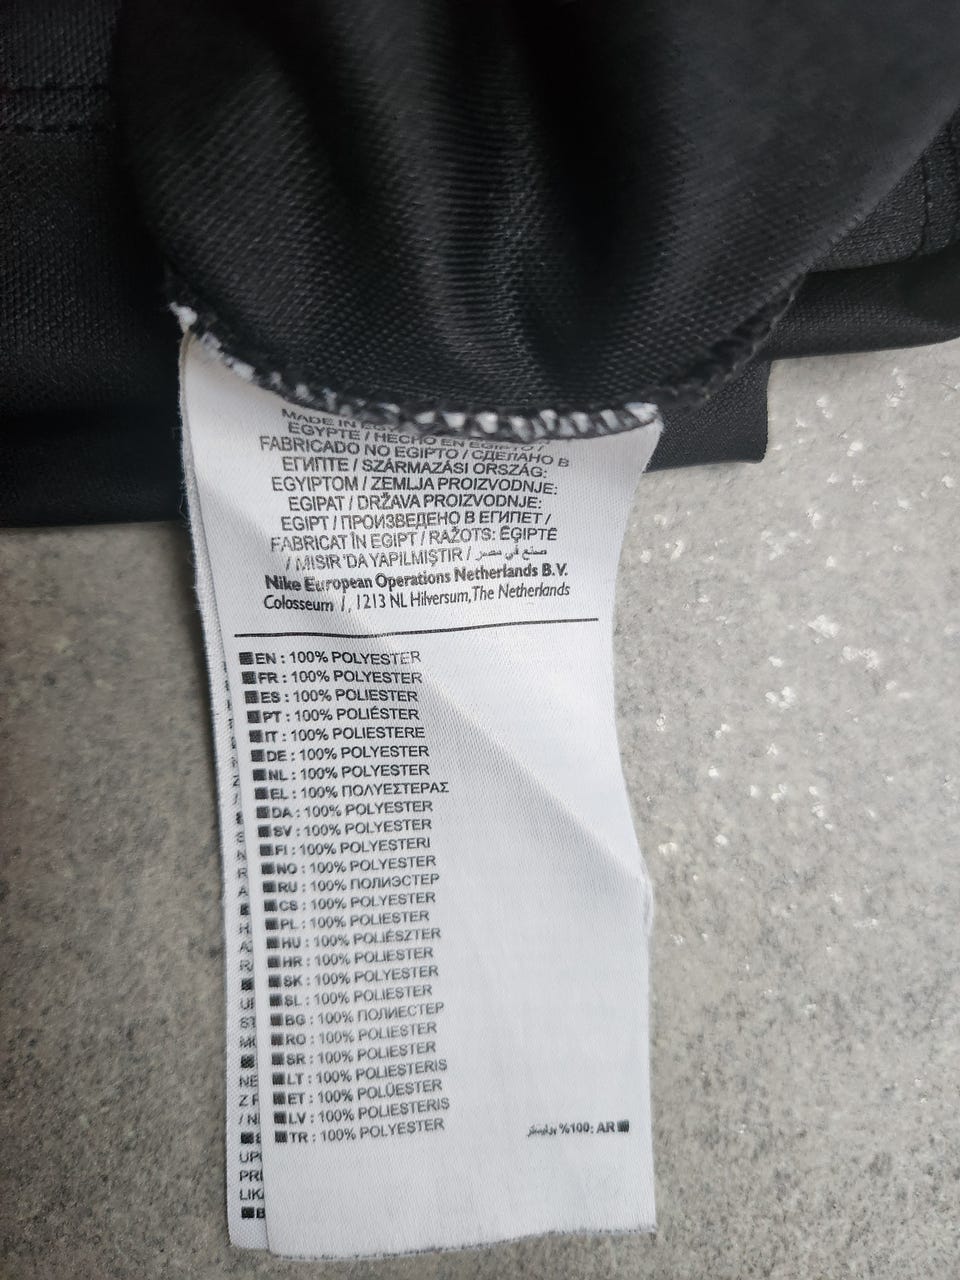 MADE IN EGY
EGYPTE / HECHO EN EGIPTO /
FABRICADO NO EGIPTO / СДЕЛАНО В
ЕГИПТЕ / SZÁRMAZÁSI ORSZÁG:
EGYIPTOM / ZEMLJA PROIZVODNJE:
EGIPAT / DRŽAVA PROIZVODNJE:
EGIPT / ПРОИЗВЕДЕНО В ЕГИПЕТ /
FABRICAT ÎN EGIPT / RAŽOTS: ĒĢIPTĒ
/ MISIR 'DA YAPILMIŞTIR / صنع في مصر
Nike European Operations Netherlands B.V.
Colosseum 1, 1213 NL Hilversum, The Netherlands
EN : 100% POLYESTER
FR : 100% POLYESTER
ES : 100% POLIESTER
PT : 100% POLIÉSTER
IT : 100% POLIESTERE
DE : 100% POLYESTER
NL : 100% POLYESTER
EL : 100% ΠΟΛΥΕΣΤΕΡΑΣ
DA : 100% POLYESTER
SV : 100% POLYESTER
FI : 100% POLYESTERI
NO : 100% POLYESTER
RU : 100% ПОЛИЭСТЕР
CS : 100% POLYESTER
PL : 100% POLIESTER
HU : 100% POLIÉSZTER
HR : 100% POLIESTER
SK : 100% POLYESTER
SL : 100% POLIESTER
BG : 100% ПОЛИЕСТЕР
RO : 100% POLIESTER
SR : 100% POLIESTER
LT : 100% POLIESTERIS
ET : 100% POLÜESTER
LV : 100% POLIESTERIS
TR : 100% POLYESTER
بوليستر %100: AR